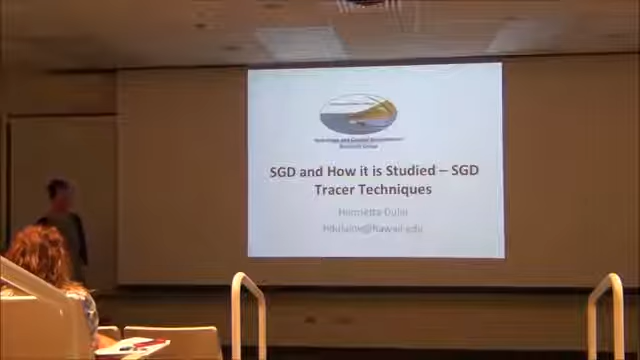 SGD and How it is Studied – SGD
Tracer Techniques
Henrietta Dulai
hdulaiov@hawaii.edu